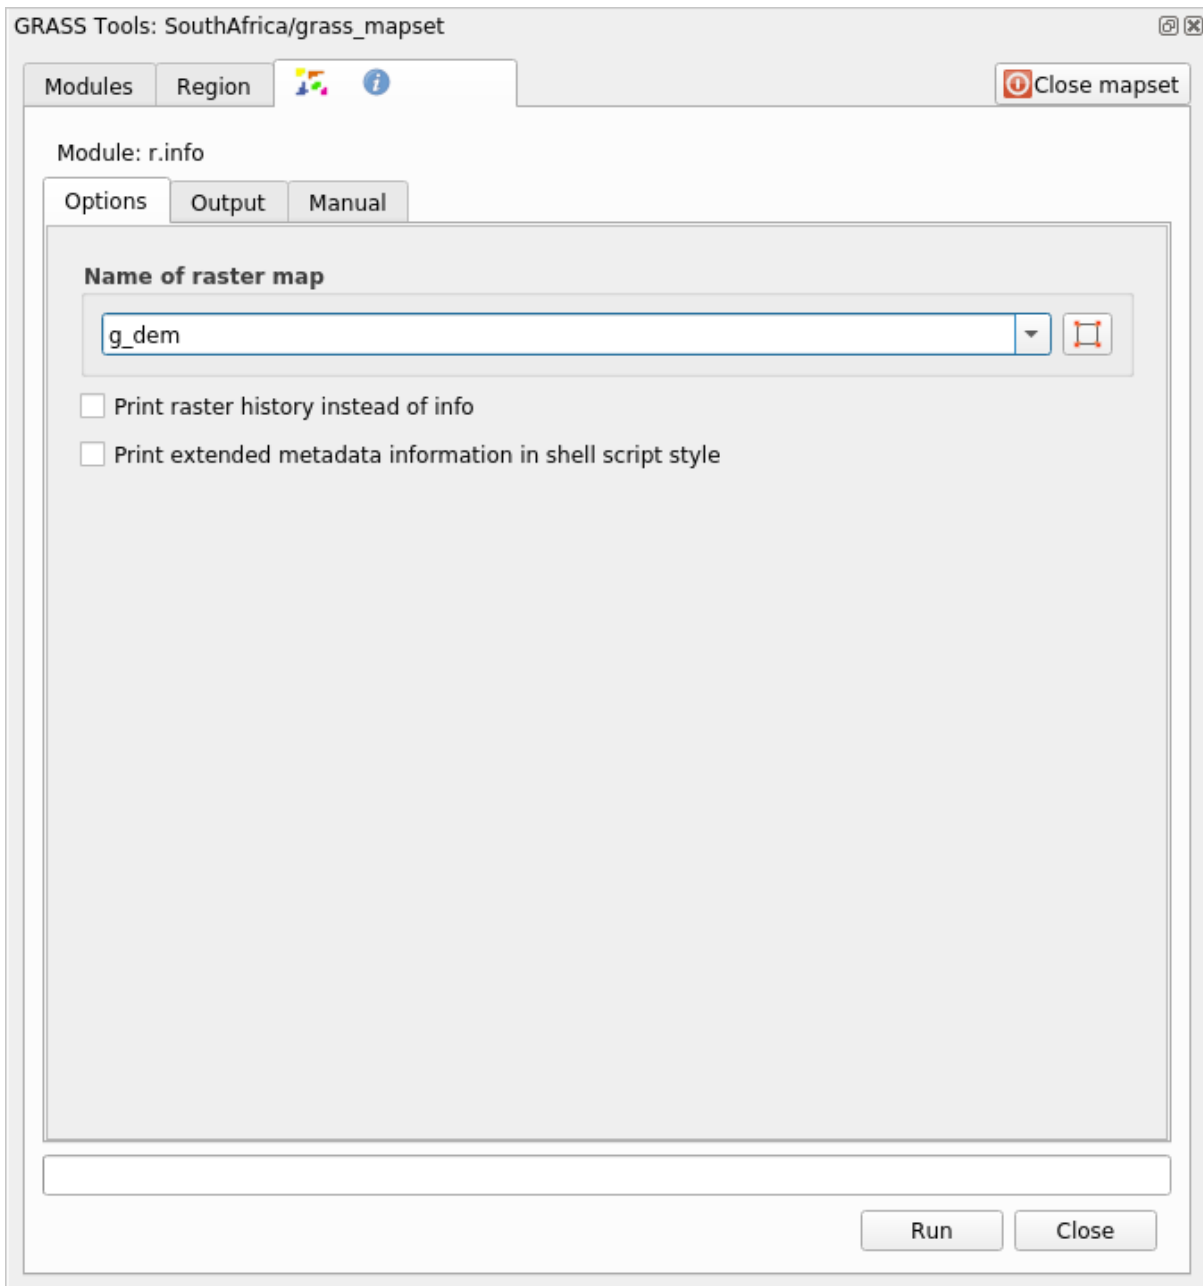 GRASS Tools: SouthAfrica/grass_mapset
Modules Region Close mapset
Module: r.info
Options Output Manual
Name of raster map
g_dem
Print raster history instead of info
Print extended metadata information in shell script style
Run Close